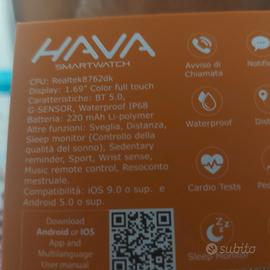 HAVA
SMARTWATCH
CPU: Realtek8762dk
Display: 1.69" Color full touch
Caratteristiche: BT 5.0,
G-SENSOR, Waterproof IP68
Batteria: 220 mAh Li-polymer
Altre funzioni: Sveglia, Distanza,
Sleep monitor (Controllo della
qualità del sonno), Sedentary
reminder, Sport, Wrist sense,
Music remote control, Resoconto
mestruale.
Compatibilità: iOS 9.0 o sup. e
Android 5.0 o sup.
Download
Android or IOS
App and
Multilanguage
User manual
Avviso di
Chiamata
Waterproof
Cardio Tests
Sleep Monitor
subito